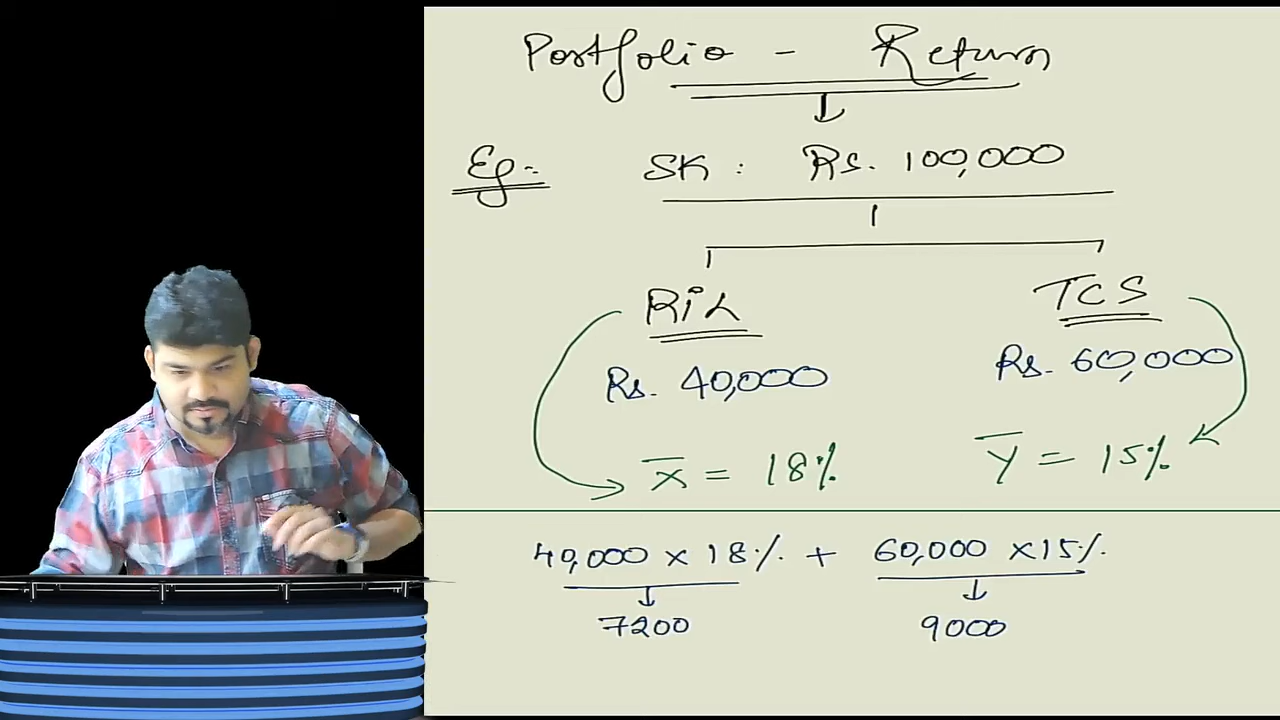 Portfolio - Return
Eg:- SK : Rs. 100,000
RiL TCS
Rs. 40,000 Rs. 60,000
x̅ = 18% y̅ = 15%
40,000 x 18% + 60,000 x 15%
7200 9000